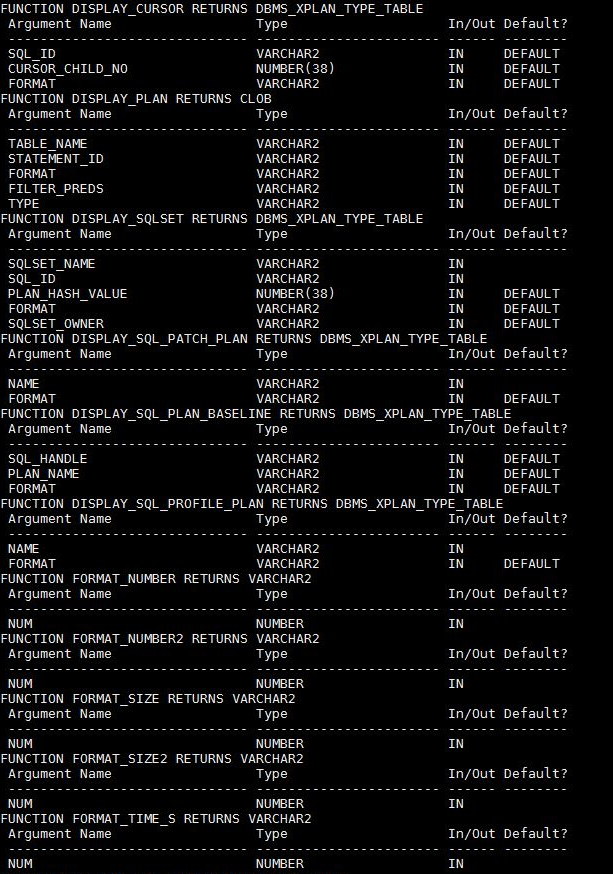 FUNCTION DISPLAY_CURSOR RETURNS DBMS_XPLAN_TYPE_TABLE
 Argument Name                  Type                    In/Out Default?
 ------------------------------ ----------------------- ------ --------
 SQL_ID                         VARCHAR2                IN     DEFAULT
 CURSOR_CHILD_NO                NUMBER(38)              IN     DEFAULT
 FORMAT                         VARCHAR2                IN     DEFAULT
FUNCTION DISPLAY_PLAN RETURNS CLOB
 Argument Name                  Type                    In/Out Default?
 ------------------------------ ----------------------- ------ --------
 TABLE_NAME                     VARCHAR2                IN     DEFAULT
 STATEMENT_ID                   VARCHAR2                IN     DEFAULT
 FORMAT                         VARCHAR2                IN     DEFAULT
 FILTER_PREDS                   VARCHAR2                IN     DEFAULT
 TYPE                           VARCHAR2                IN     DEFAULT
FUNCTION DISPLAY_SQLSET RETURNS DBMS_XPLAN_TYPE_TABLE
 Argument Name                  Type                    In/Out Default?
 ------------------------------ ----------------------- ------ --------
 SQLSET_NAME                    VARCHAR2                IN
 SQL_ID                         VARCHAR2                IN
 PLAN_HASH_VALUE                NUMBER(38)              IN     DEFAULT
 FORMAT                         VARCHAR2                IN     DEFAULT
 SQLSET_OWNER                   VARCHAR2                IN     DEFAULT
FUNCTION DISPLAY_SQL_PATCH_PLAN RETURNS DBMS_XPLAN_TYPE_TABLE
 Argument Name                  Type                    In/Out Default?
 ------------------------------ ----------------------- ------ --------
 NAME                           VARCHAR2                IN
 FORMAT                         VARCHAR2                IN     DEFAULT
FUNCTION DISPLAY_SQL_PLAN_BASELINE RETURNS DBMS_XPLAN_TYPE_TABLE
 Argument Name                  Type                    In/Out Default?
 ------------------------------ ----------------------- ------ --------
 SQL_HANDLE                     VARCHAR2                IN     DEFAULT
 PLAN_NAME                      VARCHAR2                IN     DEFAULT
 FORMAT                         VARCHAR2                IN     DEFAULT
FUNCTION DISPLAY_SQL_PROFILE_PLAN RETURNS DBMS_XPLAN_TYPE_TABLE
 Argument Name                  Type                    In/Out Default?
 ------------------------------ ----------------------- ------ --------
 NAME                           VARCHAR2                IN
 FORMAT                         VARCHAR2                IN     DEFAULT
FUNCTION FORMAT_NUMBER RETURNS VARCHAR2
 Argument Name                  Type                    In/Out Default?
 ------------------------------ ----------------------- ------ --------
 NUM                            NUMBER                  IN
FUNCTION FORMAT_NUMBER2 RETURNS VARCHAR2
 Argument Name                  Type                    In/Out Default?
 ------------------------------ ----------------------- ------ --------
 NUM                            NUMBER                  IN
FUNCTION FORMAT_SIZE RETURNS VARCHAR2
 Argument Name                  Type                    In/Out Default?
 ------------------------------ ----------------------- ------ --------
 NUM                            NUMBER                  IN
FUNCTION FORMAT_SIZE2 RETURNS VARCHAR2
 Argument Name                  Type                    In/Out Default?
 ------------------------------ ----------------------- ------ --------
 NUM                            NUMBER                  IN
FUNCTION FORMAT_TIME_S RETURNS VARCHAR2
 Argument Name                  Type                    In/Out Default?
 ------------------------------ ----------------------- ------ --------
 NUM                            NUMBER                  IN